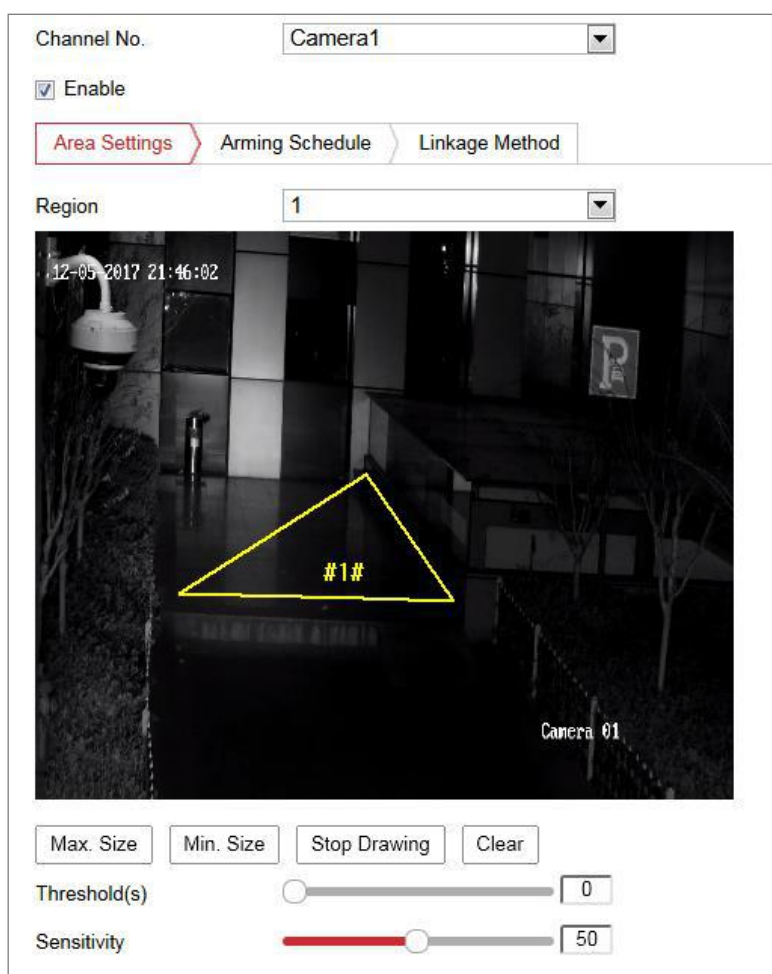 Channel No. Camera1
Enable
Area Settings Arming Schedule Linkage Method
Region 1
12-05-2017 21:46:02
P
#1#
Camera 01
Max. Size Min. Size Stop Drawing Clear
Threshold(s) 0
Sensitivity 50